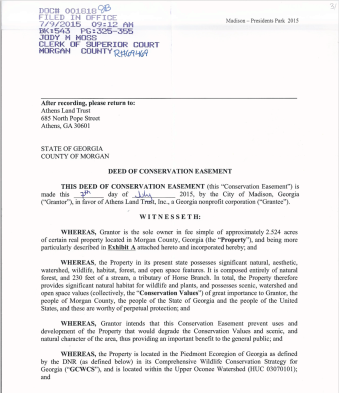 DOC# 001818
FILED IN OFFICE
7/9/2015 09:12 AM
BK:543 PG:325-355
JODY M MOSS
CLERK OF SUPERIOR COURT
MORGAN COUNTY
Madison – Presidents Park 2015
After recording, please return to:
Athens Land Trust
685 North Pope Street
Athens, GA 30601
STATE OF GEORGIA
COUNTY OF MORGAN
DEED OF CONSERVATION EASEMENT
THIS DEED OF CONSERVATION EASEMENT (this “Conservation Easement”) is
made this 7th day of July 2015, by the City of Madison, Georgia
(“Grantor”), in favor of Athens Land Trust, Inc., a Georgia nonprofit corporation (“Grantee”).
WITNESSETH:
WHEREAS, Grantor is the sole owner in fee simple of approximately 2.524 acres
of certain real property located in Morgan County, Georgia (the “Property”), and being more
particularly described in Exhibit A attached hereto and incorporated hereby; and
WHEREAS, the Property in its present state possesses significant natural, aesthetic,
watershed, wildlife, habitat, forest, and open space features. It is composed entirely of natural
forest, and 230 feet of a stream, a tributary of Horne Branch. In total, the Property therefore
provides significant natural habitat for wildlife and plants, and possesses scenic, watershed and
open space values (collectively, the “Conservation Values”) of great importance to Grantor, the
people of Morgan County, the people of the State of Georgia and the people of the United
States, and these are worthy of perpetual protection; and
WHEREAS, Grantor intends that this Conservation Easement prevent uses and
development of the Property that would degrade the Conservation Values and scenic, and
natural character of the area, thus providing an important benefit to the general public; and
WHEREAS, the Property is located in the Piedmont Ecoregion of Georgia as defined
by the DNR (as defined below) in its Comprehensive Wildlife Conservation Strategy for
Georgia (“GCWCS”), and is located within the Upper Oconee Watershed (HUC 03070101);
and